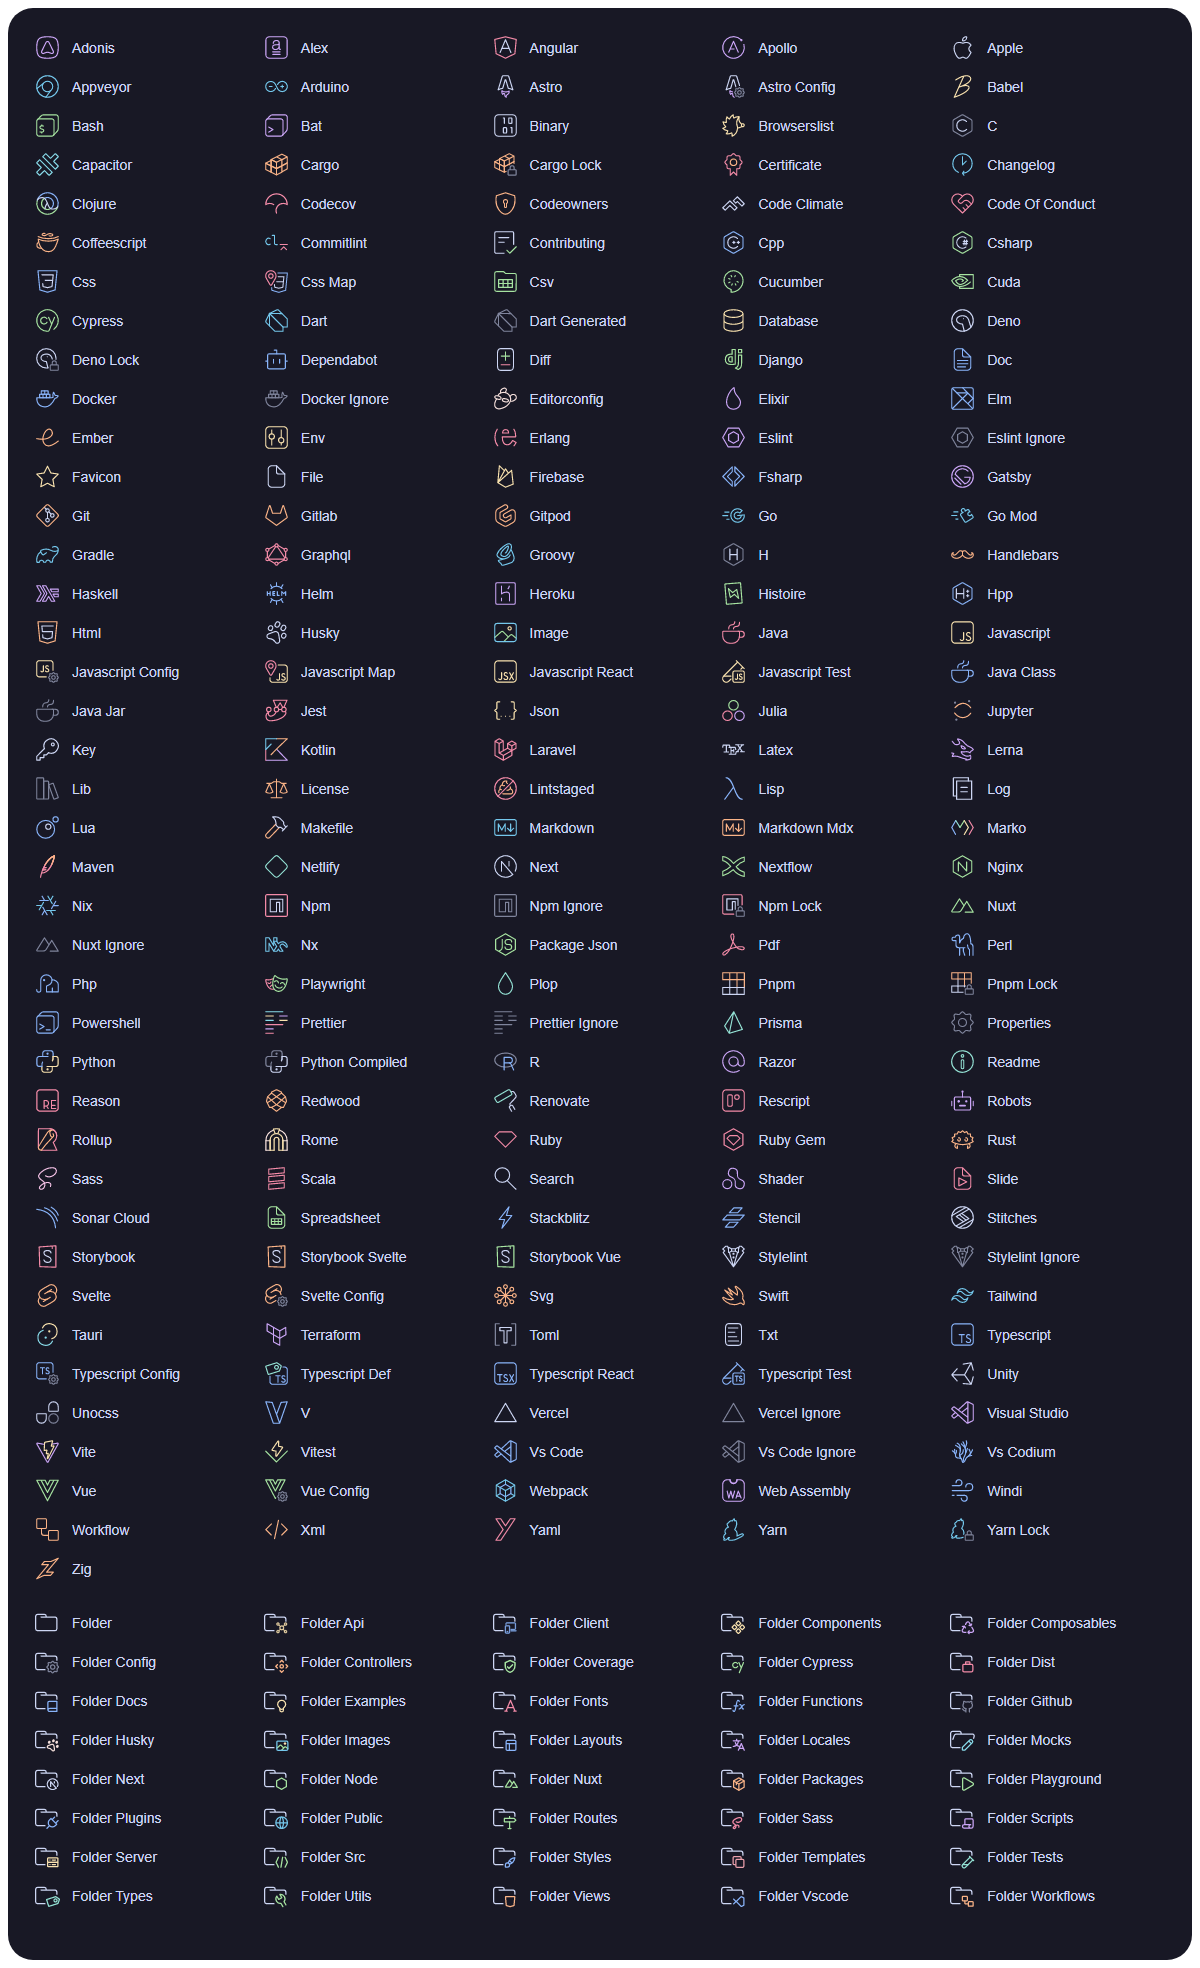 Adonis Alex Angular Apollo Apple
Appveyor Arduino Astro Astro Config Babel
Bash Bat Binary Browserslist C
Capacitor Cargo Cargo Lock Certificate Changelog
Clojure Codecov Codeowners Code Climate Code Of Conduct
Coffeescript Commitlint Contributing Cpp Csharp
Css Css Map Csv Cucumber Cuda
Cypress Dart Dart Generated Database Deno
Deno Lock Dependabot Diff Django Doc
Docker Docker Ignore Editorconfig Elixir Elm
Ember Env Erlang Eslint Eslint Ignore
Favicon File Firebase Fsharp Gatsby
Git Gitlab Gitpod Go Go Mod
Gradle Graphql Groovy H Handlebars
Haskell Helm Heroku Histoire Hpp
Html Husky Image Java Javascript
Javascript Config Javascript Map Javascript React Javascript Test Java Class
Java Jar Jest Json Julia Jupyter
Key Kotlin Laravel Latex Lerna
Lib License Lintstaged Lisp Log
Lua Makefile Markdown Markdown Mdx Marko
Maven Netlify Next Nextflow Nginx
Nix Npm Npm Ignore Npm Lock Nuxt
Nuxt Ignore Nx Package Json Pdf Perl
Php Playwright Plop Pnpm Pnpm Lock
Powershell Prettier Prettier Ignore Prisma Properties
Python Python Compiled R Razor Readme
Reason Redwood Renovate Rescript Robots
Rollup Rome Ruby Ruby Gem Rust
Sass Scala Search Shader Slide
Sonar Cloud Spreadsheet Stackblitz Stencil Stitches
Storybook Storybook Svelte Storybook Vue Stylelint Stylelint Ignore
Svelte Svelte Config Svg Swift Tailwind
Tauri Terraform Toml Txt Typescript
Typescript Config Typescript Def Typescript React Typescript Test Unity
Unocss V Vercel Vercel Ignore Visual Studio
Vite Vitest Vs Code Vs Code Ignore Vs Codium
Vue Vue Config Webpack Web Assembly Windi
Workflow Xml Yaml Yarn Yarn Lock
Zig
Folder Folder Api Folder Client Folder Components Folder Composables
Folder Config Folder Controllers Folder Coverage Folder Cypress Folder Dist
Folder Docs Folder Examples Folder Fonts Folder Functions Folder Github
Folder Husky Folder Images Folder Layouts Folder Locales Folder Mocks
Folder Next Folder Node Folder Nuxt Folder Packages Folder Playground
Folder Plugins Folder Public Folder Routes Folder Sass Folder Scripts
Folder Server Folder Src Folder Styles Folder Templates Folder Tests
Folder Types Folder Utils Folder Views Folder Vscode Folder Workflows